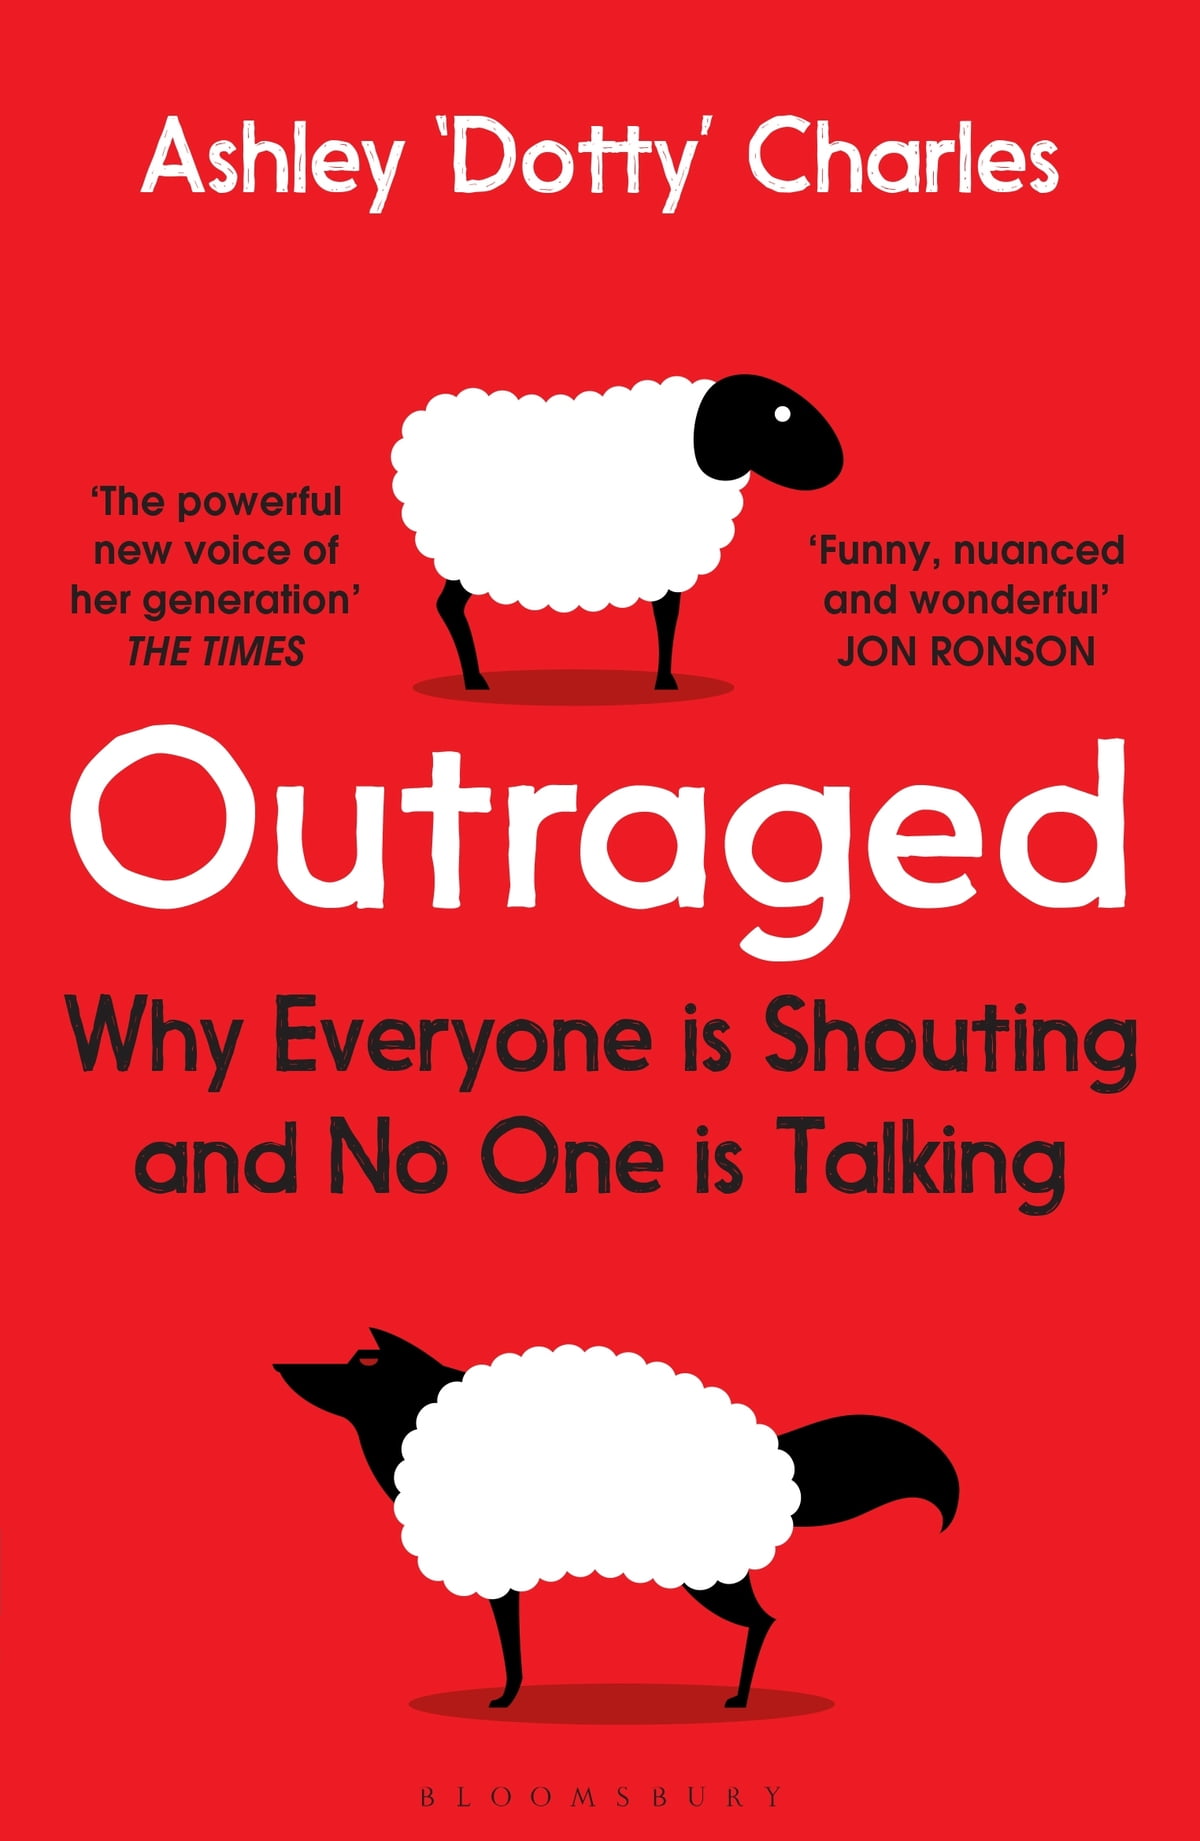 Ashley ‘Dotty’ Charles
‘The powerful
new voice of
her generation’
THE TIMES
‘Funny, nuanced
and wonderful’
JON RONSON
Outraged
Why Everyone is Shouting
and No One is Talking
BLOOMSBURY